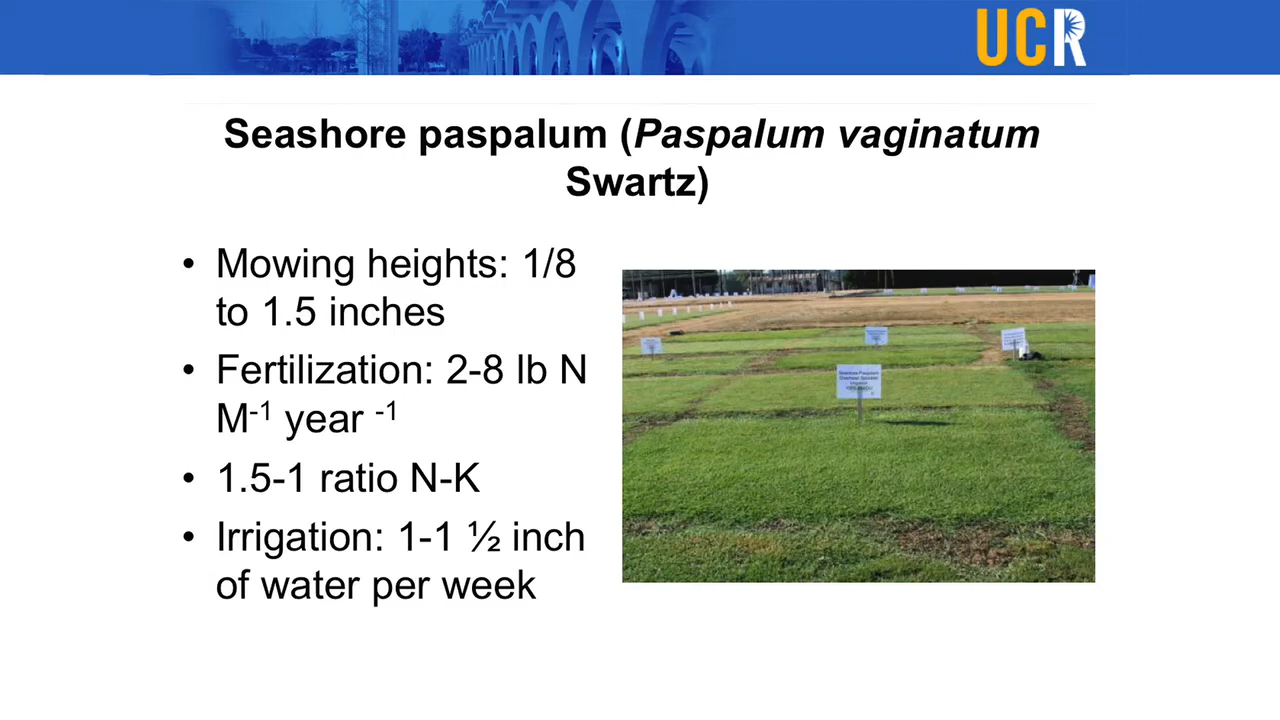 UCR
Seashore paspalum (Paspalum vaginatum
Swartz)
• Mowing heights: 1/8
to 1.5 inches
• Fertilization: 2-8 lb N
M-1 year -1
• 1.5-1 ratio N-K
• Irrigation: 1-1 ½ inch
of water per week
Seashore Paspalum